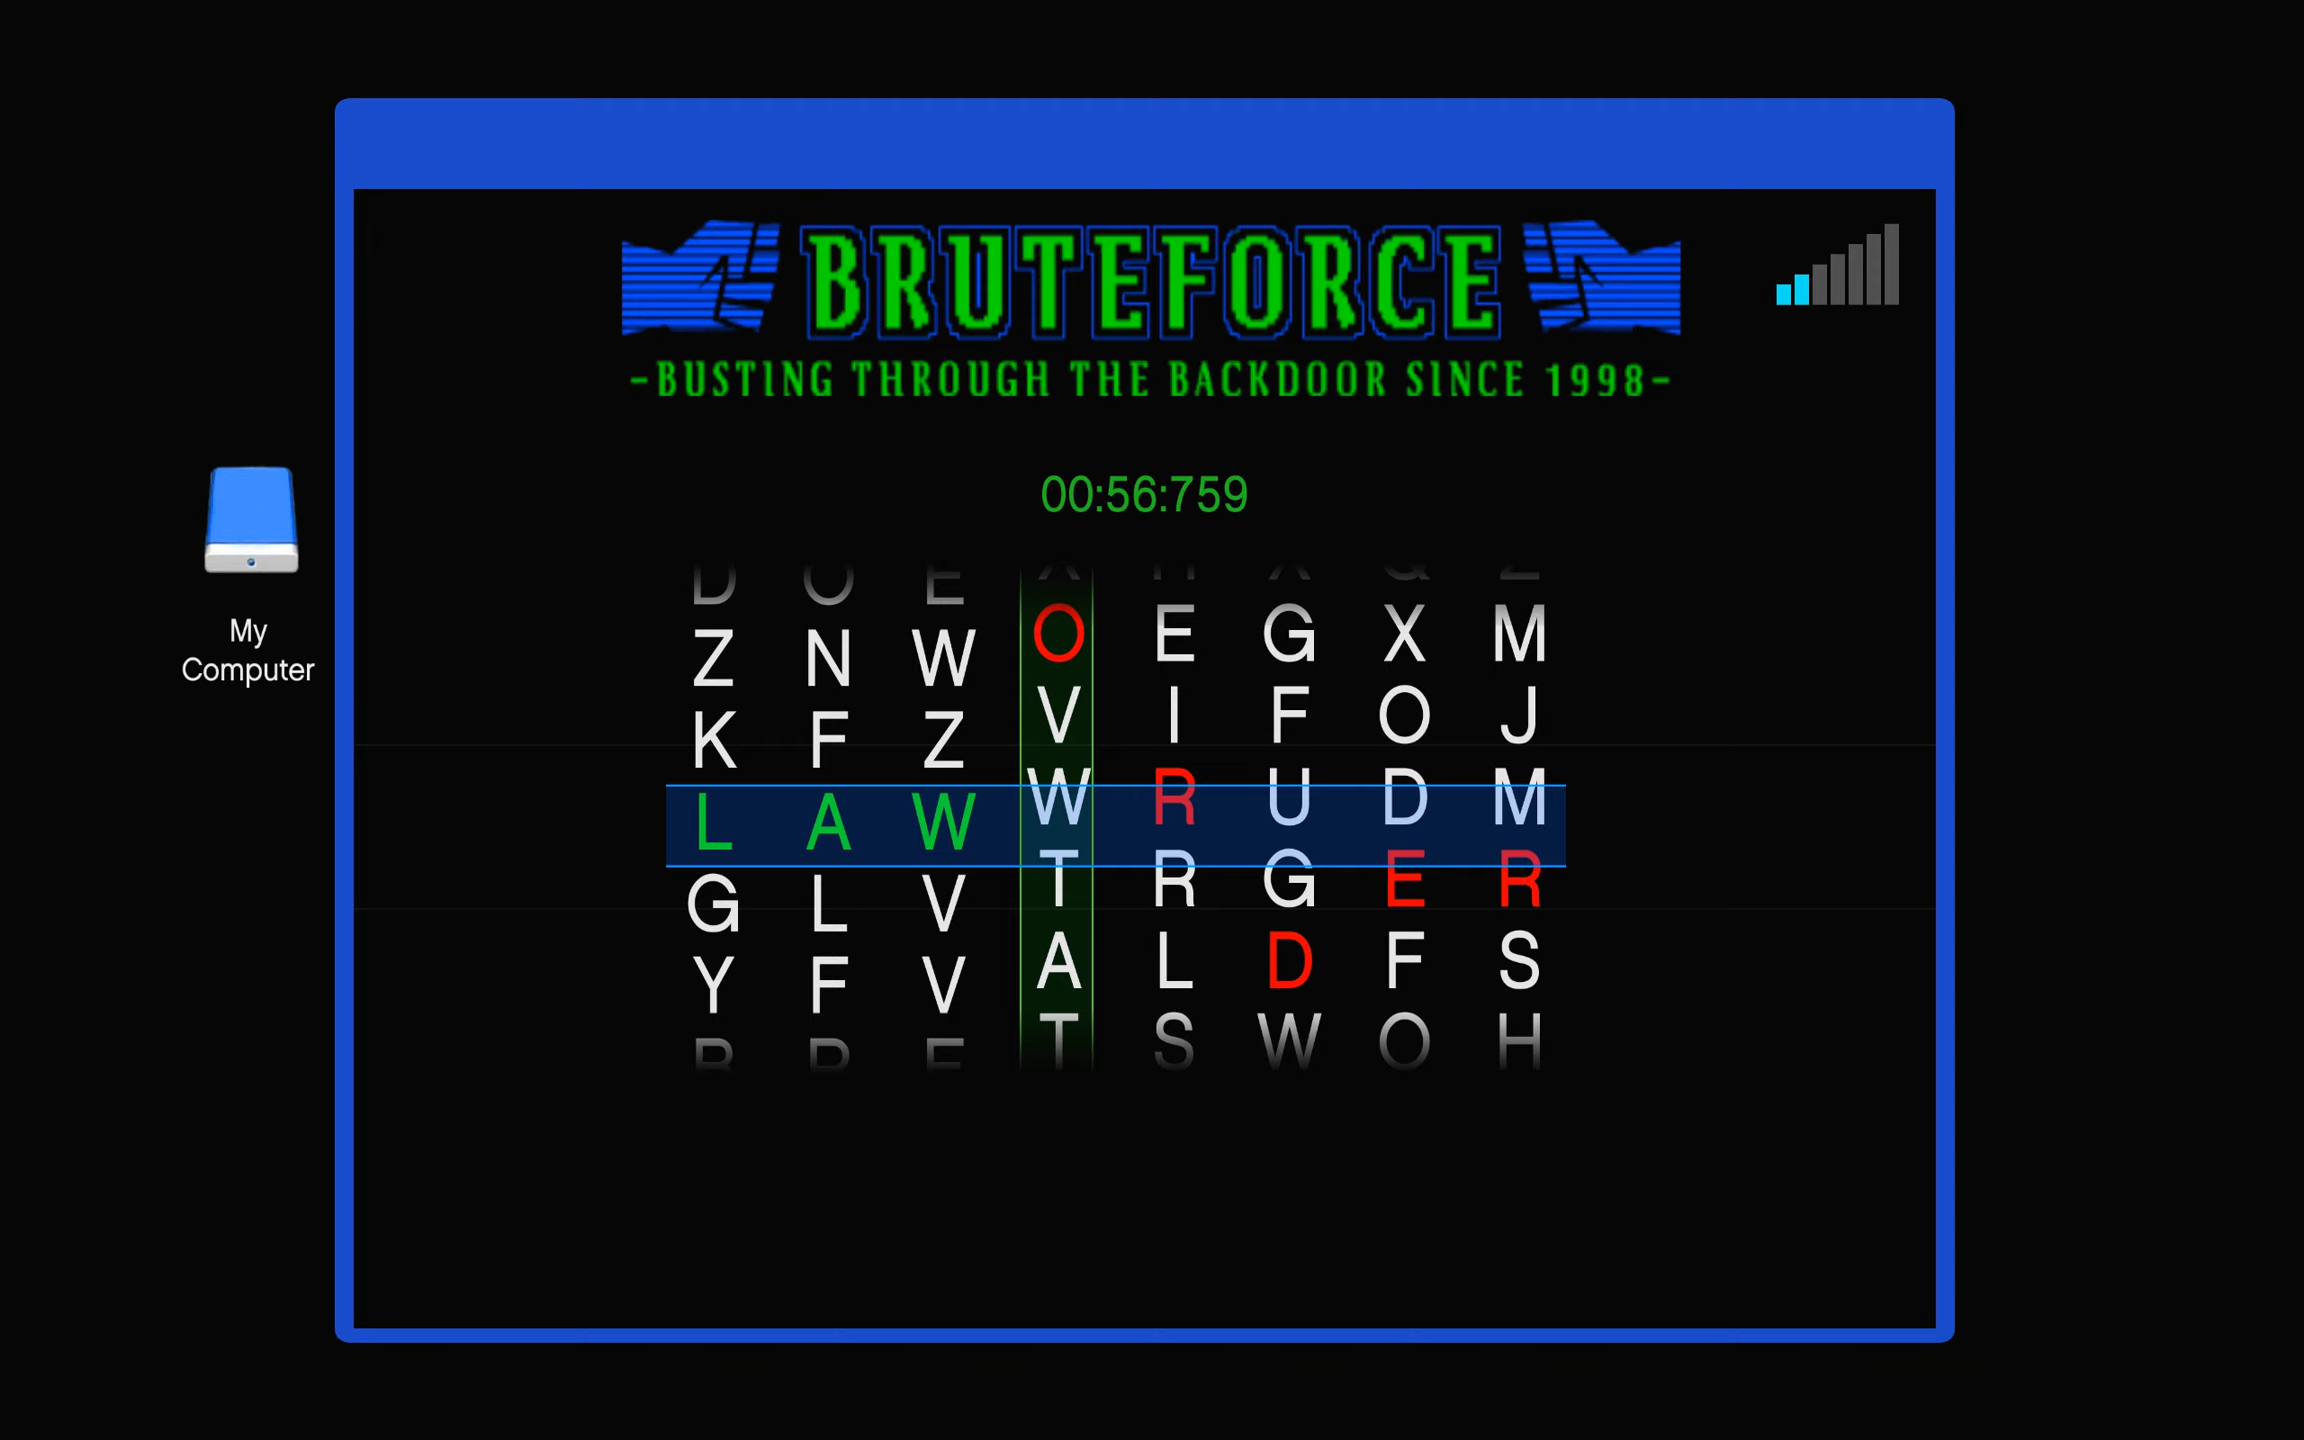 BRUTEFORCE
-BUSTING THROUGH THE BACKDOOR SINCE 1998-
00:56:759
My
Computer
D O E
Z N W O E G X M
K F Z V I F O J
L A W W R U D M
G L V T R G E R
Y F V A L D F S
T S W O H